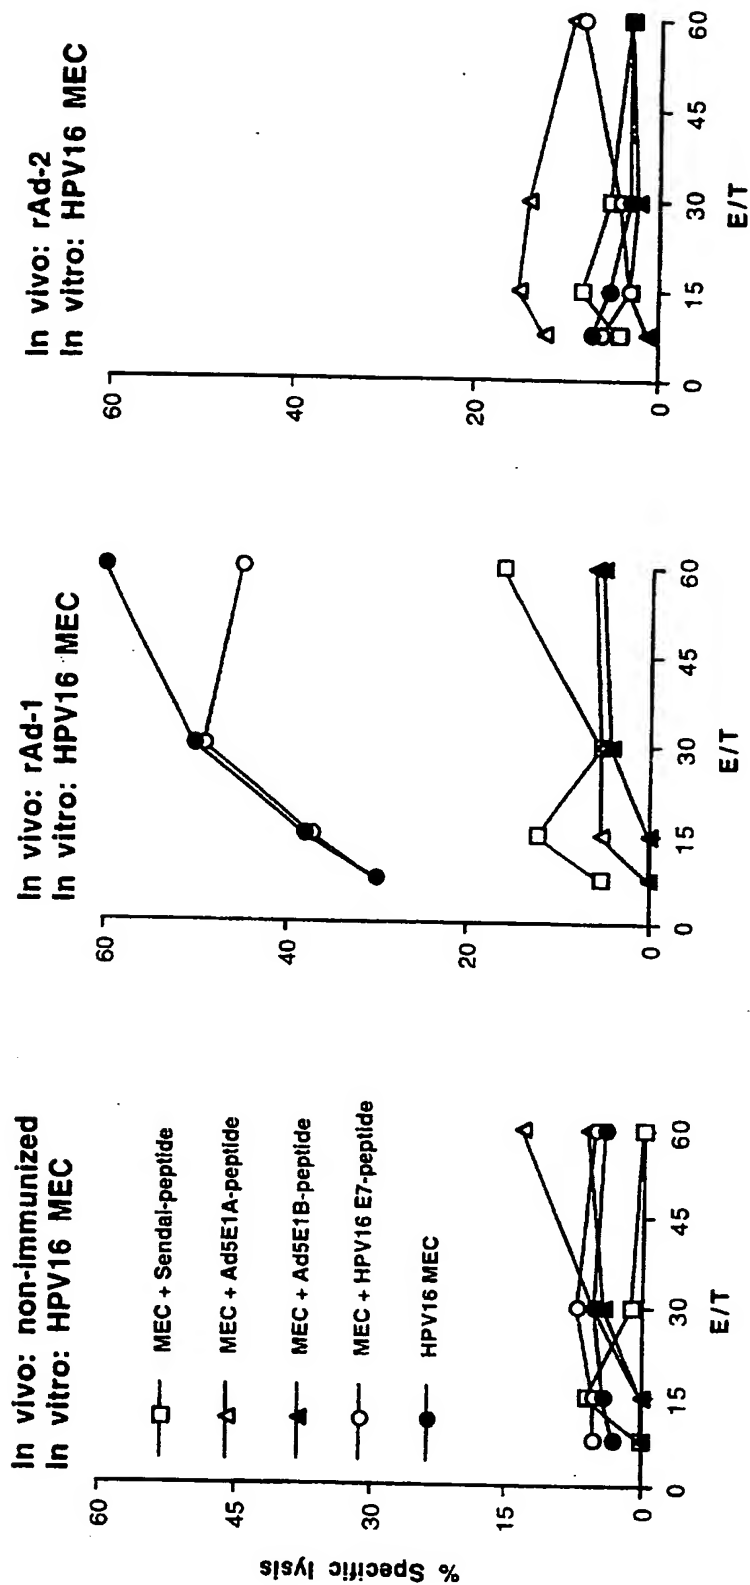 In vivo: non-immunized
In vitro: HPV16 MEC
60
45
30
15
0
% Specific lysis
0
15
30
45
60
E/T
MEC + Sendai-peptide
MEC + Ad5E1A-peptide
MEC + Ad5E1B-peptide
MEC + HPV16 E7-peptide
HPV16 MEC
In vivo: rAd-1
In vitro: HPV16 MEC
60
40
20
0
0
15
30
45
60
E/T
In vivo: rAd-2
In vitro: HPV16 MEC
60
40
20
0
0
15
30
45
60
E/T